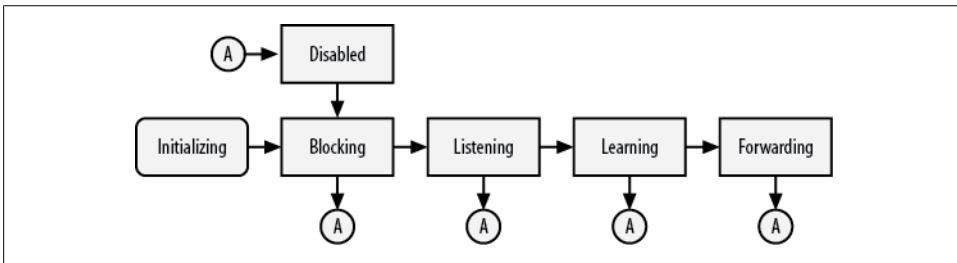 A
Disabled
Initializing
Blocking
Listening
Learning
Forwarding
A
A
A
A